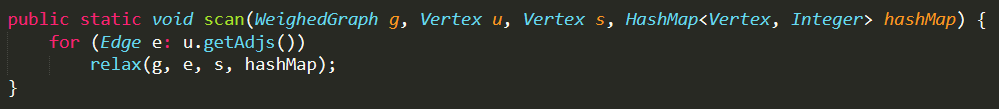 public static void scan(WeighedGraph g, Vertex u, Vertex s, HashMap<Vertex, Integer> hashMap) {
    for (Edge e: u.getAdjs())
        relax(g, e, s, hashMap);
}